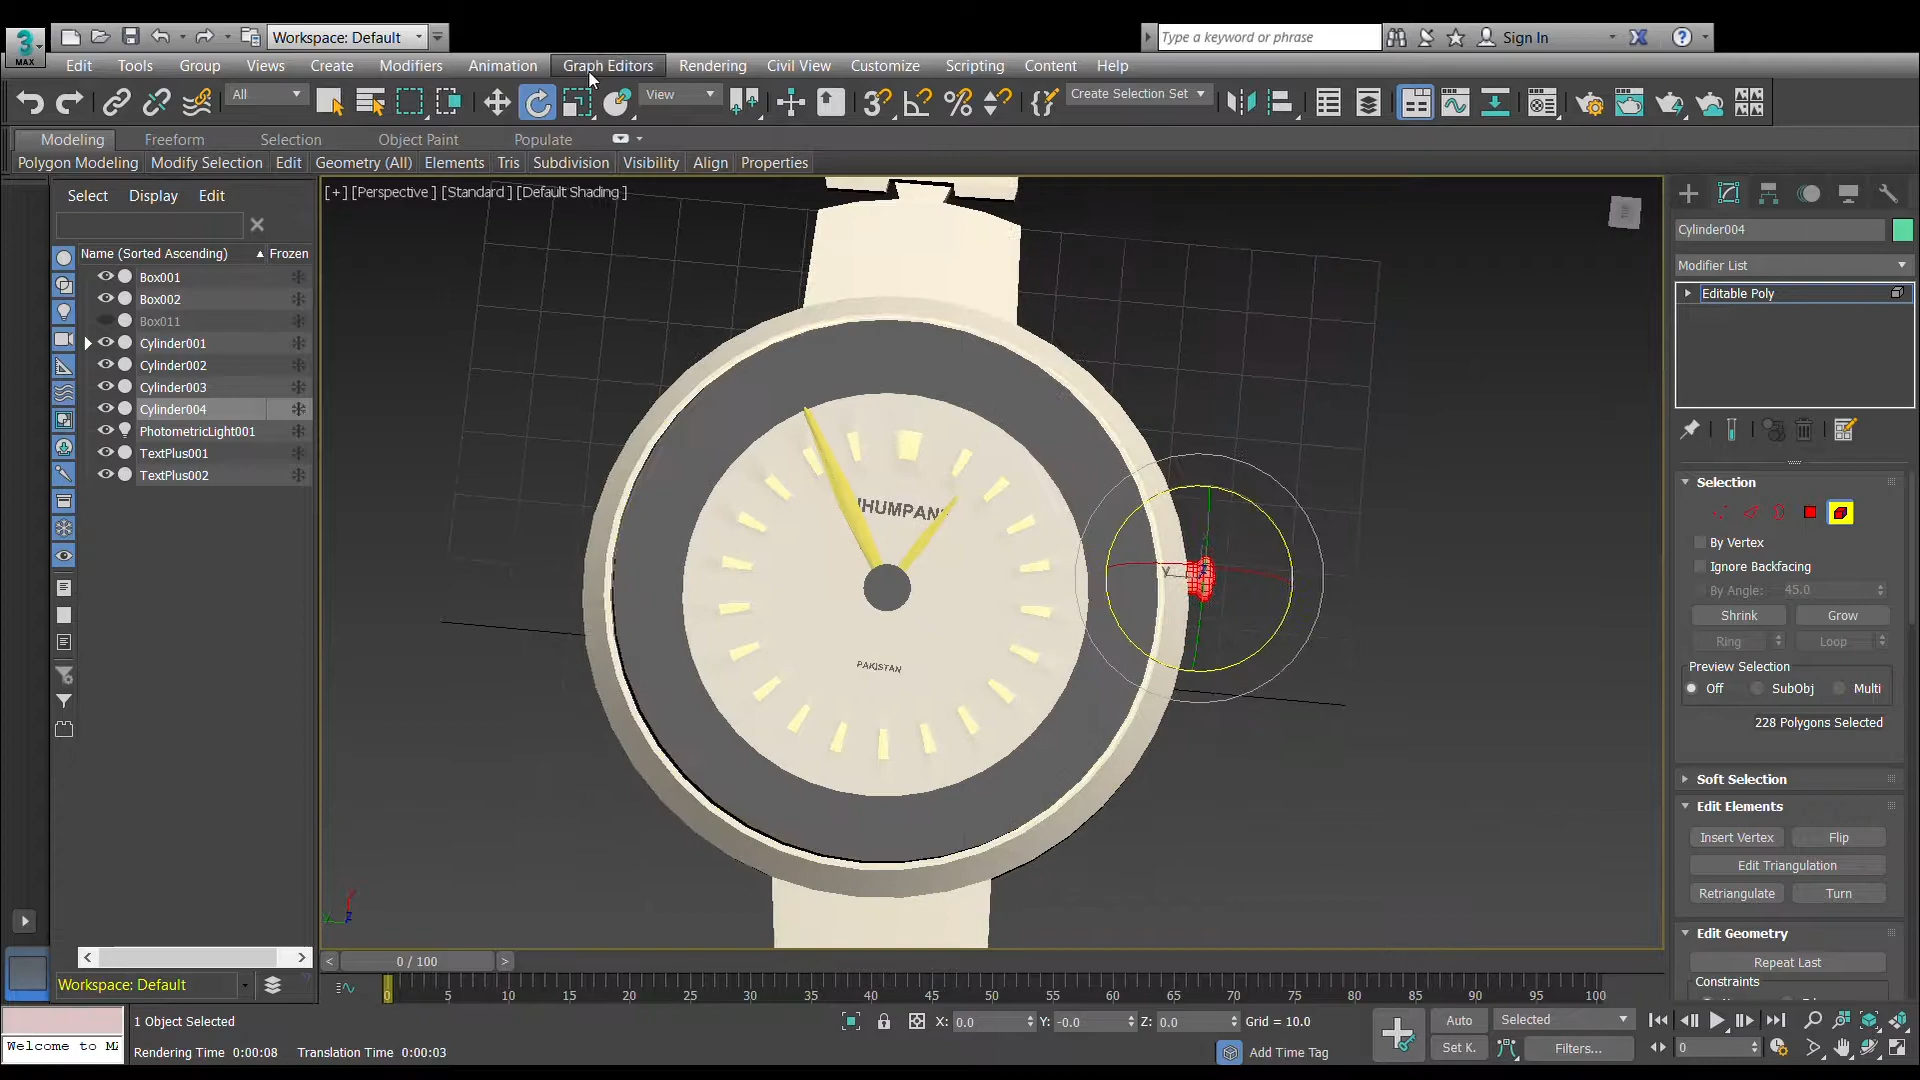 Workspace: Default
Type a keyword or phrase
Sign In
MAX
Edit Tools Group Views Create Modifiers Animation Graph Editors Rendering Civil View Customize Scripting Content Help
All
View
Create Selection Set
Modeling Freeform Selection Object Paint Populate
Polygon Modeling Modify Selection Edit Geometry (All) Elements Tris Subdivision Visibility Align Properties
Select Display Edit
Name (Sorted Ascending) Frozen
Box001
Box002
Box011
Cylinder001
Cylinder002
Cylinder003
Cylinder004
PhotometricLight001
TextPlus001
TextPlus002
[+] [Perspective ] [Standard ] [Default Shading ]
PAKISTAN
Cylinder004
Modifier List
Editable Poly
Selection
By Vertex
Ignore Backfacing
By Angle: 45.0
Shrink Grow
Ring Loop
Preview Selection
Off SubObj Multi
228 Polygons Selected
Soft Selection
Edit Elements
Insert Vertex Flip
Edit Triangulation
Retriangulate Turn
Edit Geometry
Repeat Last
Constraints
< 0 / 100 >
Workspace: Default
0 5 10 15 20 25 30 35 40 45 50 55 60 65 70 75 80 85 90 95 100
1 Object Selected
X: 0.0 Y: -0.0 Z: 0.0 Grid = 10.0
Auto Selected
Welcome to MA
Rendering Time 0:00:08 Translation Time 0:00:03
Add Time Tag
Set K. Filters... 0